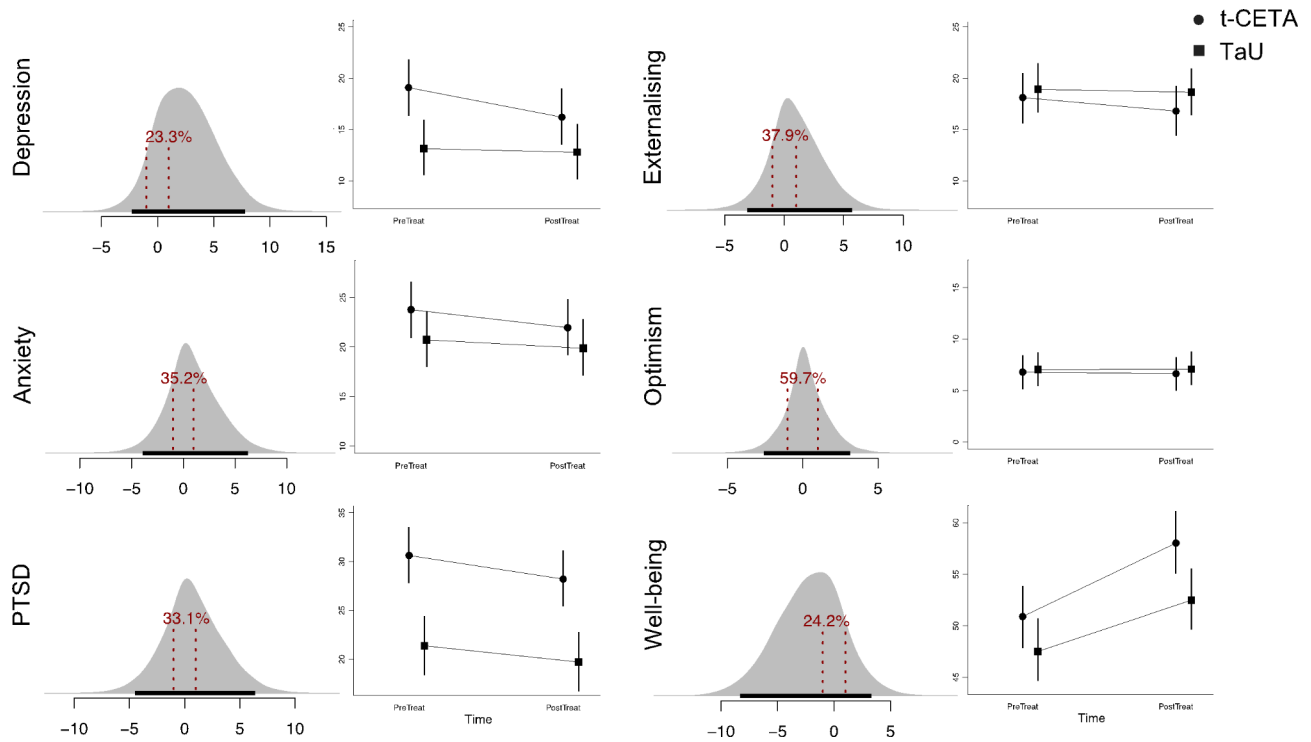 t-CETA
TaU
Depression
23.3%
−5 0 5 10 15
25
20
15
10
PreTreat PostTreat
Externalising
37.9%
−5 0 5 10
25
20
15
10
PreTreat PostTreat
Anxiety
35.2%
−10 −5 0 5 10
25
20
15
10
PreTreat PostTreat
Optimism
59.7%
−5 0 5
15
10
5
0
PreTreat PostTreat
PTSD
33.1%
−10 −5 0 5 10
35
30
25
20
PreTreat PostTreat
Time
Well-being
24.2%
−10 −5 0 5
60
55
50
45
PreTreat PostTreat
Time